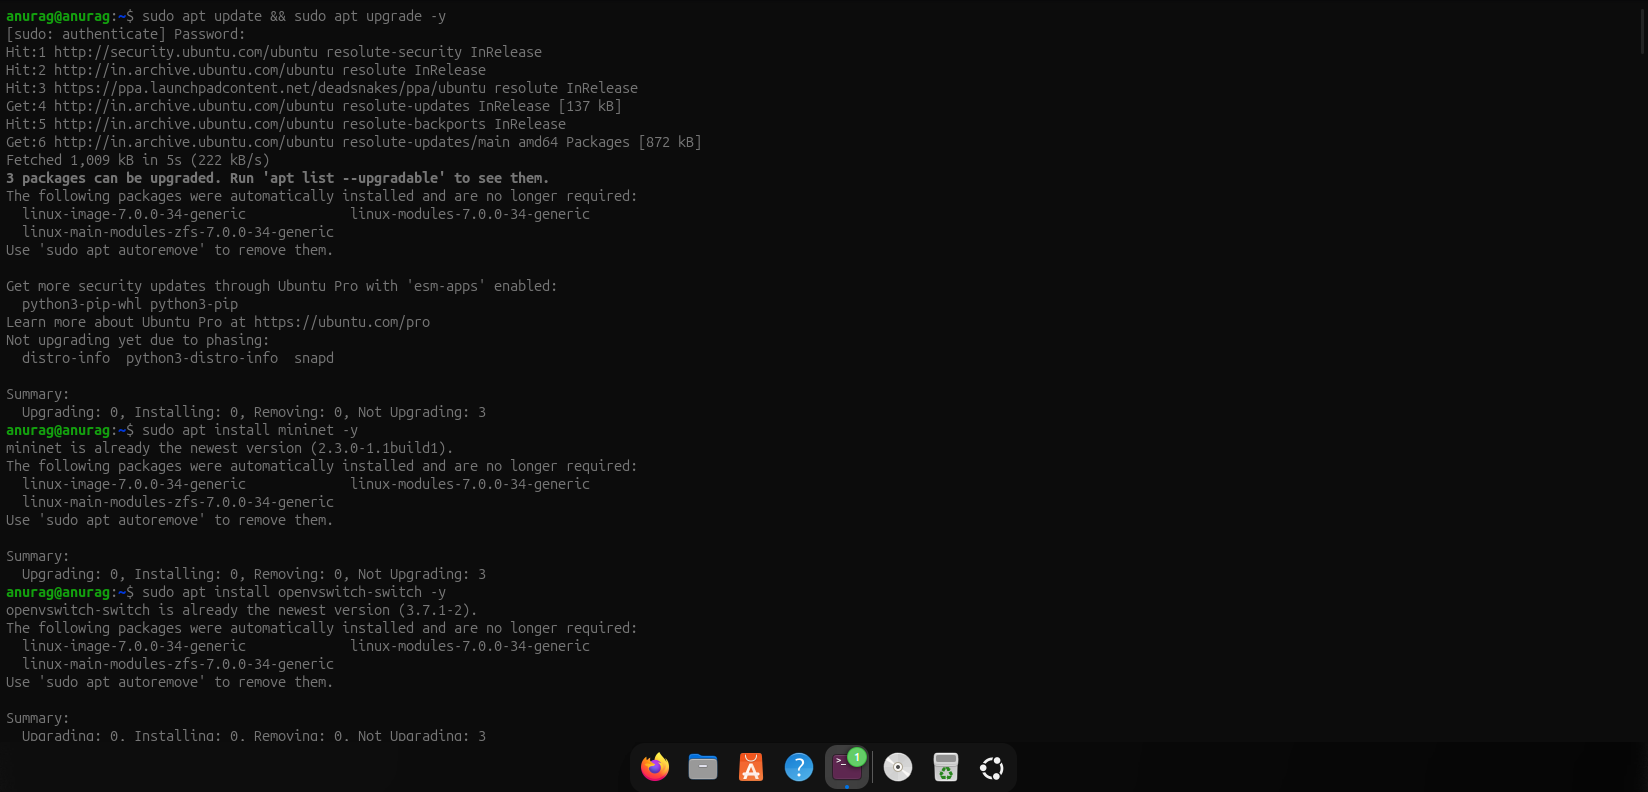 anurag@anurag:~$ sudo apt update && sudo apt upgrade -y
[sudo: authenticate] Password:
Hit:1 http://security.ubuntu.com/ubuntu resolute-security InRelease
Hit:2 http://in.archive.ubuntu.com/ubuntu resolute InRelease
Hit:3 https://ppa.launchpadcontent.net/deadsnakes/ppa/ubuntu resolute InRelease
Get:4 http://in.archive.ubuntu.com/ubuntu resolute-updates InRelease [137 kB]
Hit:5 http://in.archive.ubuntu.com/ubuntu resolute-backports InRelease
Get:6 http://in.archive.ubuntu.com/ubuntu resolute-updates/main amd64 Packages [872 kB]
Fetched 1,009 kB in 5s (222 kB/s)
3 packages can be upgraded. Run 'apt list --upgradable' to see them.
The following packages were automatically installed and are no longer required:
  linux-image-7.0.0-34-generic             linux-modules-7.0.0-34-generic
  linux-main-modules-zfs-7.0.0-34-generic
Use 'sudo apt autoremove' to remove them.

Get more security updates through Ubuntu Pro with 'esm-apps' enabled:
  python3-pip-whl python3-pip
Learn more about Ubuntu Pro at https://ubuntu.com/pro
Not upgrading yet due to phasing:
  distro-info  python3-distro-info  snapd

Summary:
  Upgrading: 0, Installing: 0, Removing: 0, Not Upgrading: 3
anurag@anurag:~$ sudo apt install mininet -y
mininet is already the newest version (2.3.0-1.1build1).
The following packages were automatically installed and are no longer required:
  linux-image-7.0.0-34-generic             linux-modules-7.0.0-34-generic
  linux-main-modules-zfs-7.0.0-34-generic
Use 'sudo apt autoremove' to remove them.

Summary:
  Upgrading: 0, Installing: 0, Removing: 0, Not Upgrading: 3
anurag@anurag:~$ sudo apt install openvswitch-switch -y
openvswitch-switch is already the newest version (3.7.1-2).
The following packages were automatically installed and are no longer required:
  linux-image-7.0.0-34-generic             linux-modules-7.0.0-34-generic
  linux-main-modules-zfs-7.0.0-34-generic
Use 'sudo apt autoremove' to remove them.

Summary:
  Upgrading: 0, Installing: 0, Removing: 0, Not Upgrading: 3
1